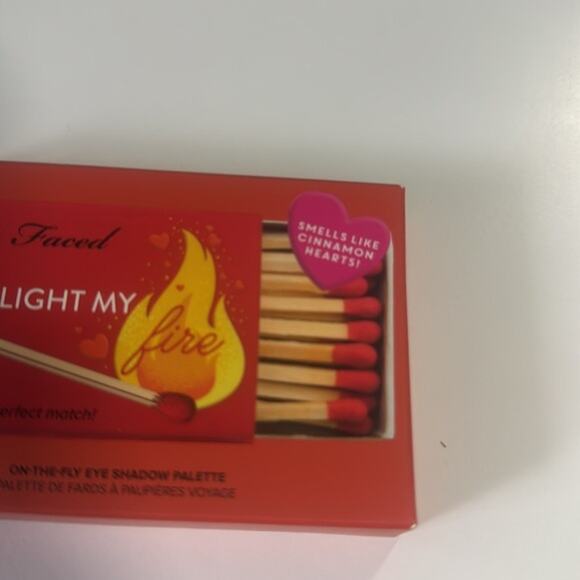 Faced
SMELLS LIKE
CINNAMON
HEARTS!
LIGHT MY
fire
erfect match!
ON-THE-FLY EYE SHADOW PALETTE
PALETTE DE FARDS À PAUPIÈRES VOYAGE